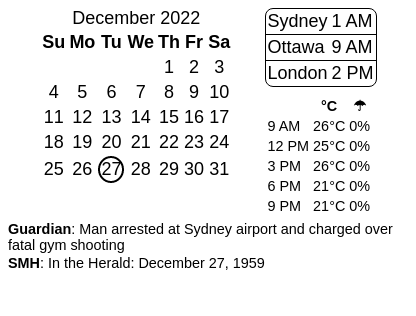 December 2022
Su Mo Tu We Th Fr Sa
1 2 3
4 5 6 7 8 9 10
11 12 13 14 15 16 17
18 19 20 21 22 23 24
25 26 27 28 29 30 31
Sydney 1 AM
Ottawa 9 AM
London 2 PM
°C ☂
9 AM 26°C 0%
12 PM 25°C 0%
3 PM 26°C 0%
6 PM 21°C 0%
9 PM 21°C 0%
Guardian: Man arrested at Sydney airport and charged over
fatal gym shooting
SMH: In the Herald: December 27, 1959